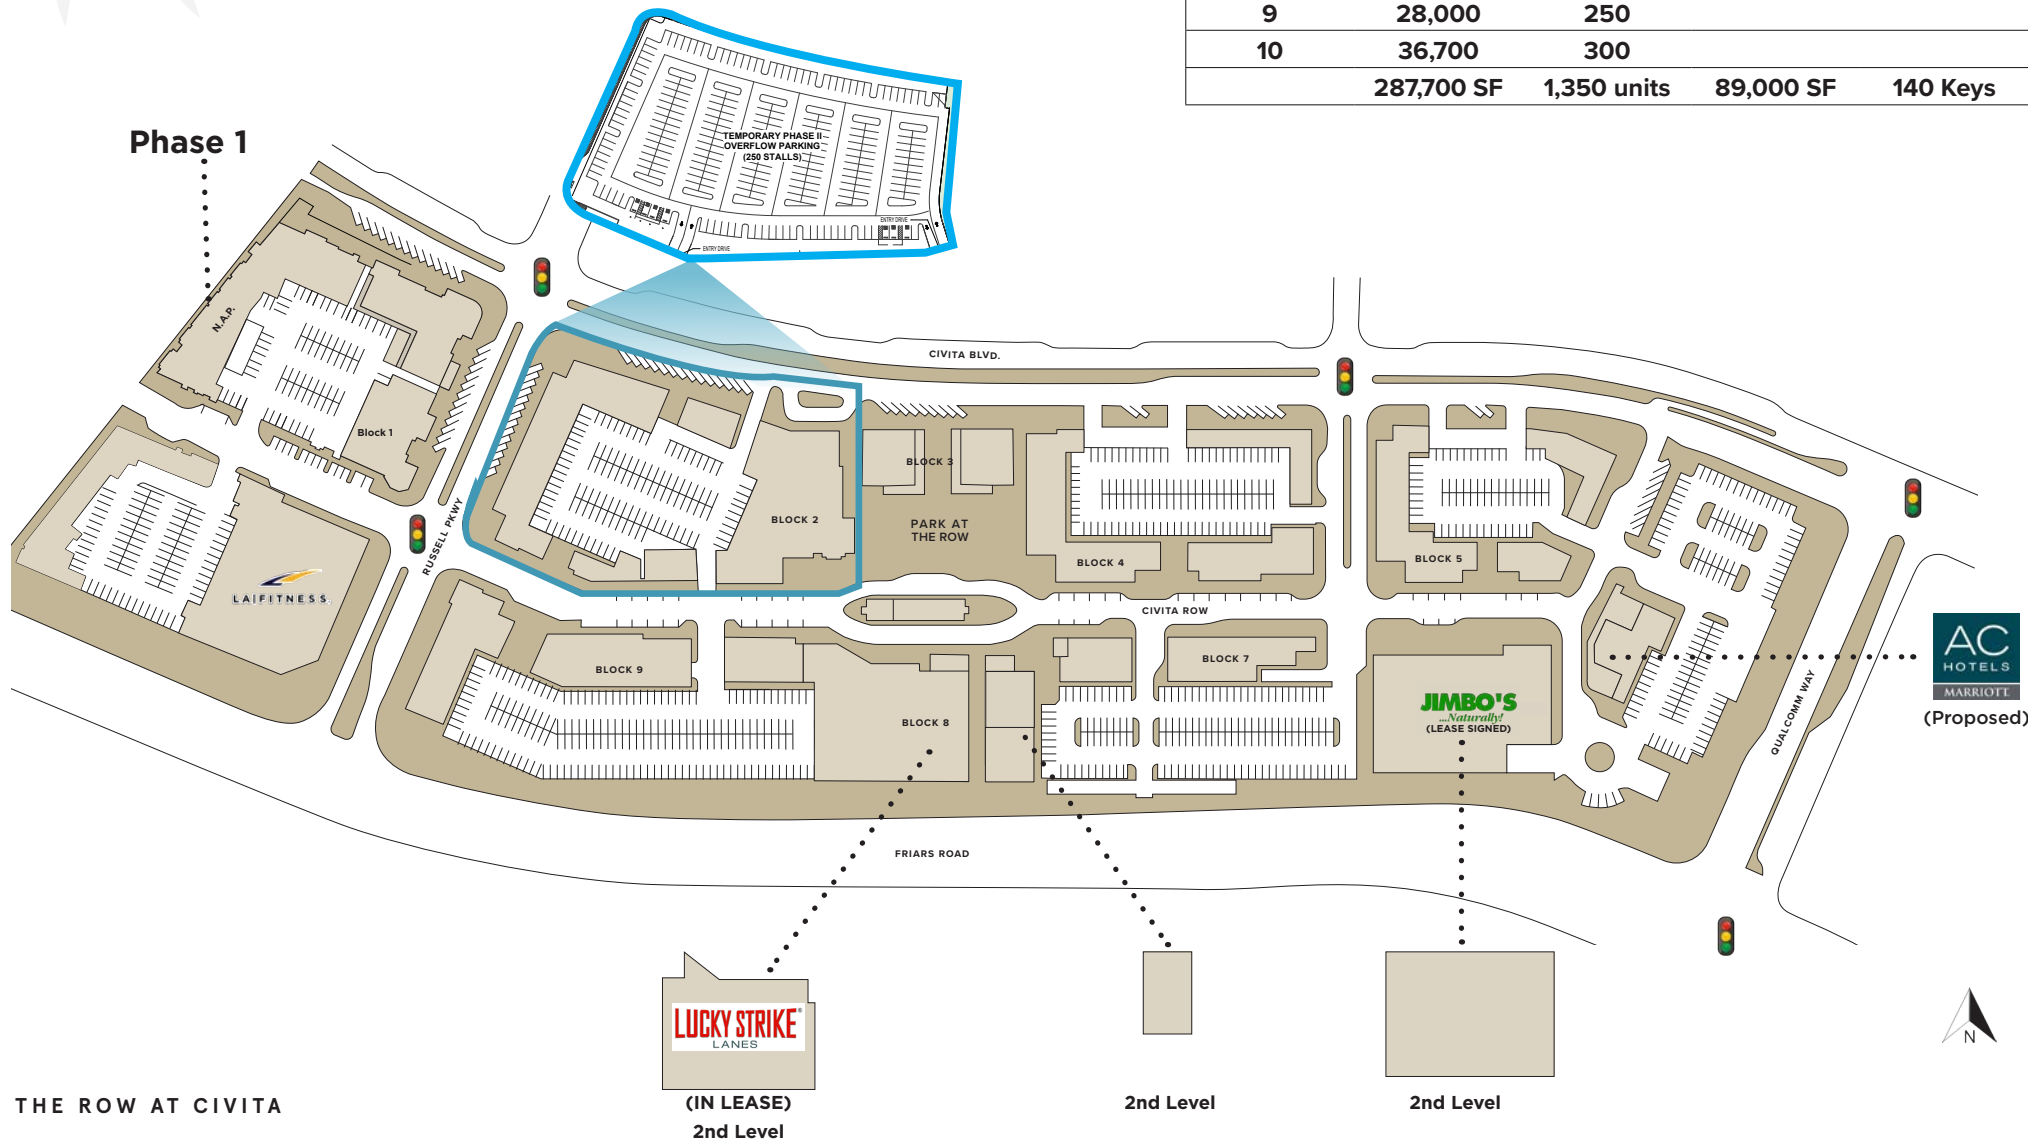 9 28,000 250
10 36,700 300
287,700 SF 1,350 units 89,000 SF 140 Keys
TEMPORARY PHASE II
OVERFLOW PARKING
(250 STALLS)
ENTRY DRIVE
ENTRY DRIVE
Phase 1
N.A.P.
Block 1
CIVITA BLVD.
BLOCK 3
BLOCK 2
PARK AT
THE ROW
BLOCK 4
BLOCK 5
RUSSELL PKWY
LA|FITNESS
CIVITA ROW
BLOCK 9
BLOCK 7
BLOCK 8
JIMBO'S
...Naturally!
(LEASE SIGNED)
AC
HOTELS
MARRIOTT
(Proposed)
QUALCOMM WAY
FRIARS ROAD
LUCKY STRIKE®
LANES
(IN LEASE)
2nd Level
2nd Level
2nd Level
N
THE ROW AT CIVITA